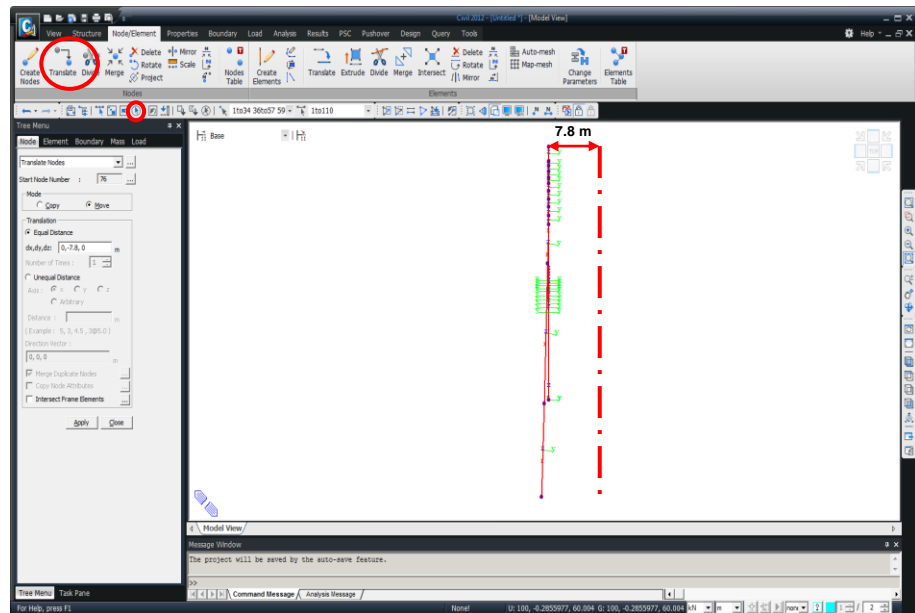 Civil 2012 - [Untitled *] - [Model View]
View Structure Node/Element Properties Boundary Load Analysis Results PSC Pushover Design Query Tools Help
Create Nodes
Translate
Divide
Merge
Delete
Rotate
Project
Mirror
Scale
Nodes Table
Create Elements
Translate
Extrude
Divide
Merge
Intersect
Delete
Rotate
Mirror
Auto-mesh
Map-mesh
Change Parameters
Elements Table
Nodes
Elements
1to34 36to57 59
1to110
Tree Menu
Node Element Boundary Mass Load
Translate Nodes
Start Node Number : 76
Mode
Copy Move
Translation
Equal Distance
dx,dy,dz: 0,-7.8, 0 m
Number of Times : 1
Unequal Distance
Axis : x y z
Arbitrary
Distance : m
(Example : 5, 3, 4.5 , 3@5.0 )
Direction Vector :
0, 0, 0 m
Merge Duplicate Nodes
Copy Node Attributes
Intersect Frame Elements
Apply Close
Base
7.8 m
Model View
Message Window
The project will be saved by the auto-save feature.
>>
Command Message Analysis Message
Tree Menu Task Pane
For Help, press F1
None!
U: 100, -0.2855977, 60.004
G: 100, -0.2855977, 60.004
kN
m
non
1
/ 2